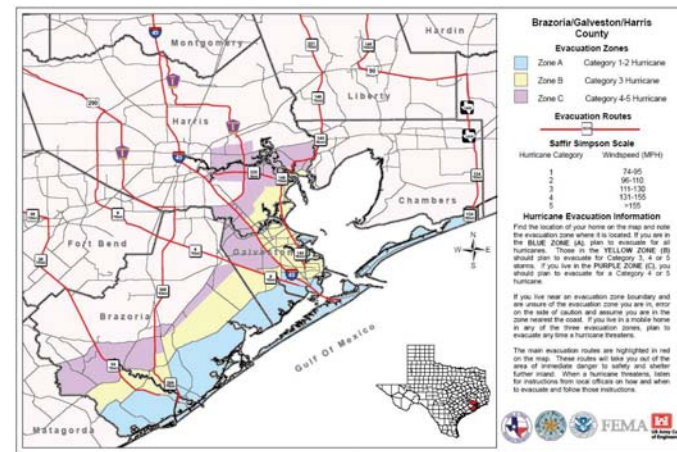 Brazoria/Galveston/Harris
County
Evacuation Zones
Zone A Category 1-2 Hurricane
Zone B Category 3 Hurricane
Zone C Category 4-5 Hurricane
Evacuation Routes
Saffir Simpson Scale
Hurricane Category Windspeed (MPH)
1 74-95
2 96-110
3 111-130
4 131-155
5 >155
Hurricane Evacuation Information
Find the location of your home on the map and note
the evacuation zone where it is located. If you are in
the BLUE ZONE (A), plan to evacuate for all
hurricanes. Those in the YELLOW ZONE (B)
should plan to evacuate for Category 3, 4 or 5
storms. If you live in the PURPLE ZONE (C), you
should plan to evacuate for a Category 4 or 5
hurricane.
If you live near an evacuation zone boundary and
are unsure of the evacuation zone you are in, error
on the side of caution and assume you are in the
zone nearest the coast. If you live in a mobile home
in any of the three evacuation zones, plan to
evacuate any time a hurricane threatens.
The main evacuation routes are highlighted in red
on the map. These routes will take you out of the
area of immediate danger to safety and shelter
further inland. When a hurricane threatens, listen
for instructions from local officals on how and when
to evacuate and follow those instructions.
FEMA
US Army Co
of Engineer
Montgomery
Hardin
Liberty
90
290
Harris
45
Chambers
Fort Bend
Galveston
N
W E
S
Brazoria
Gulf Of Mexico
Matagorda